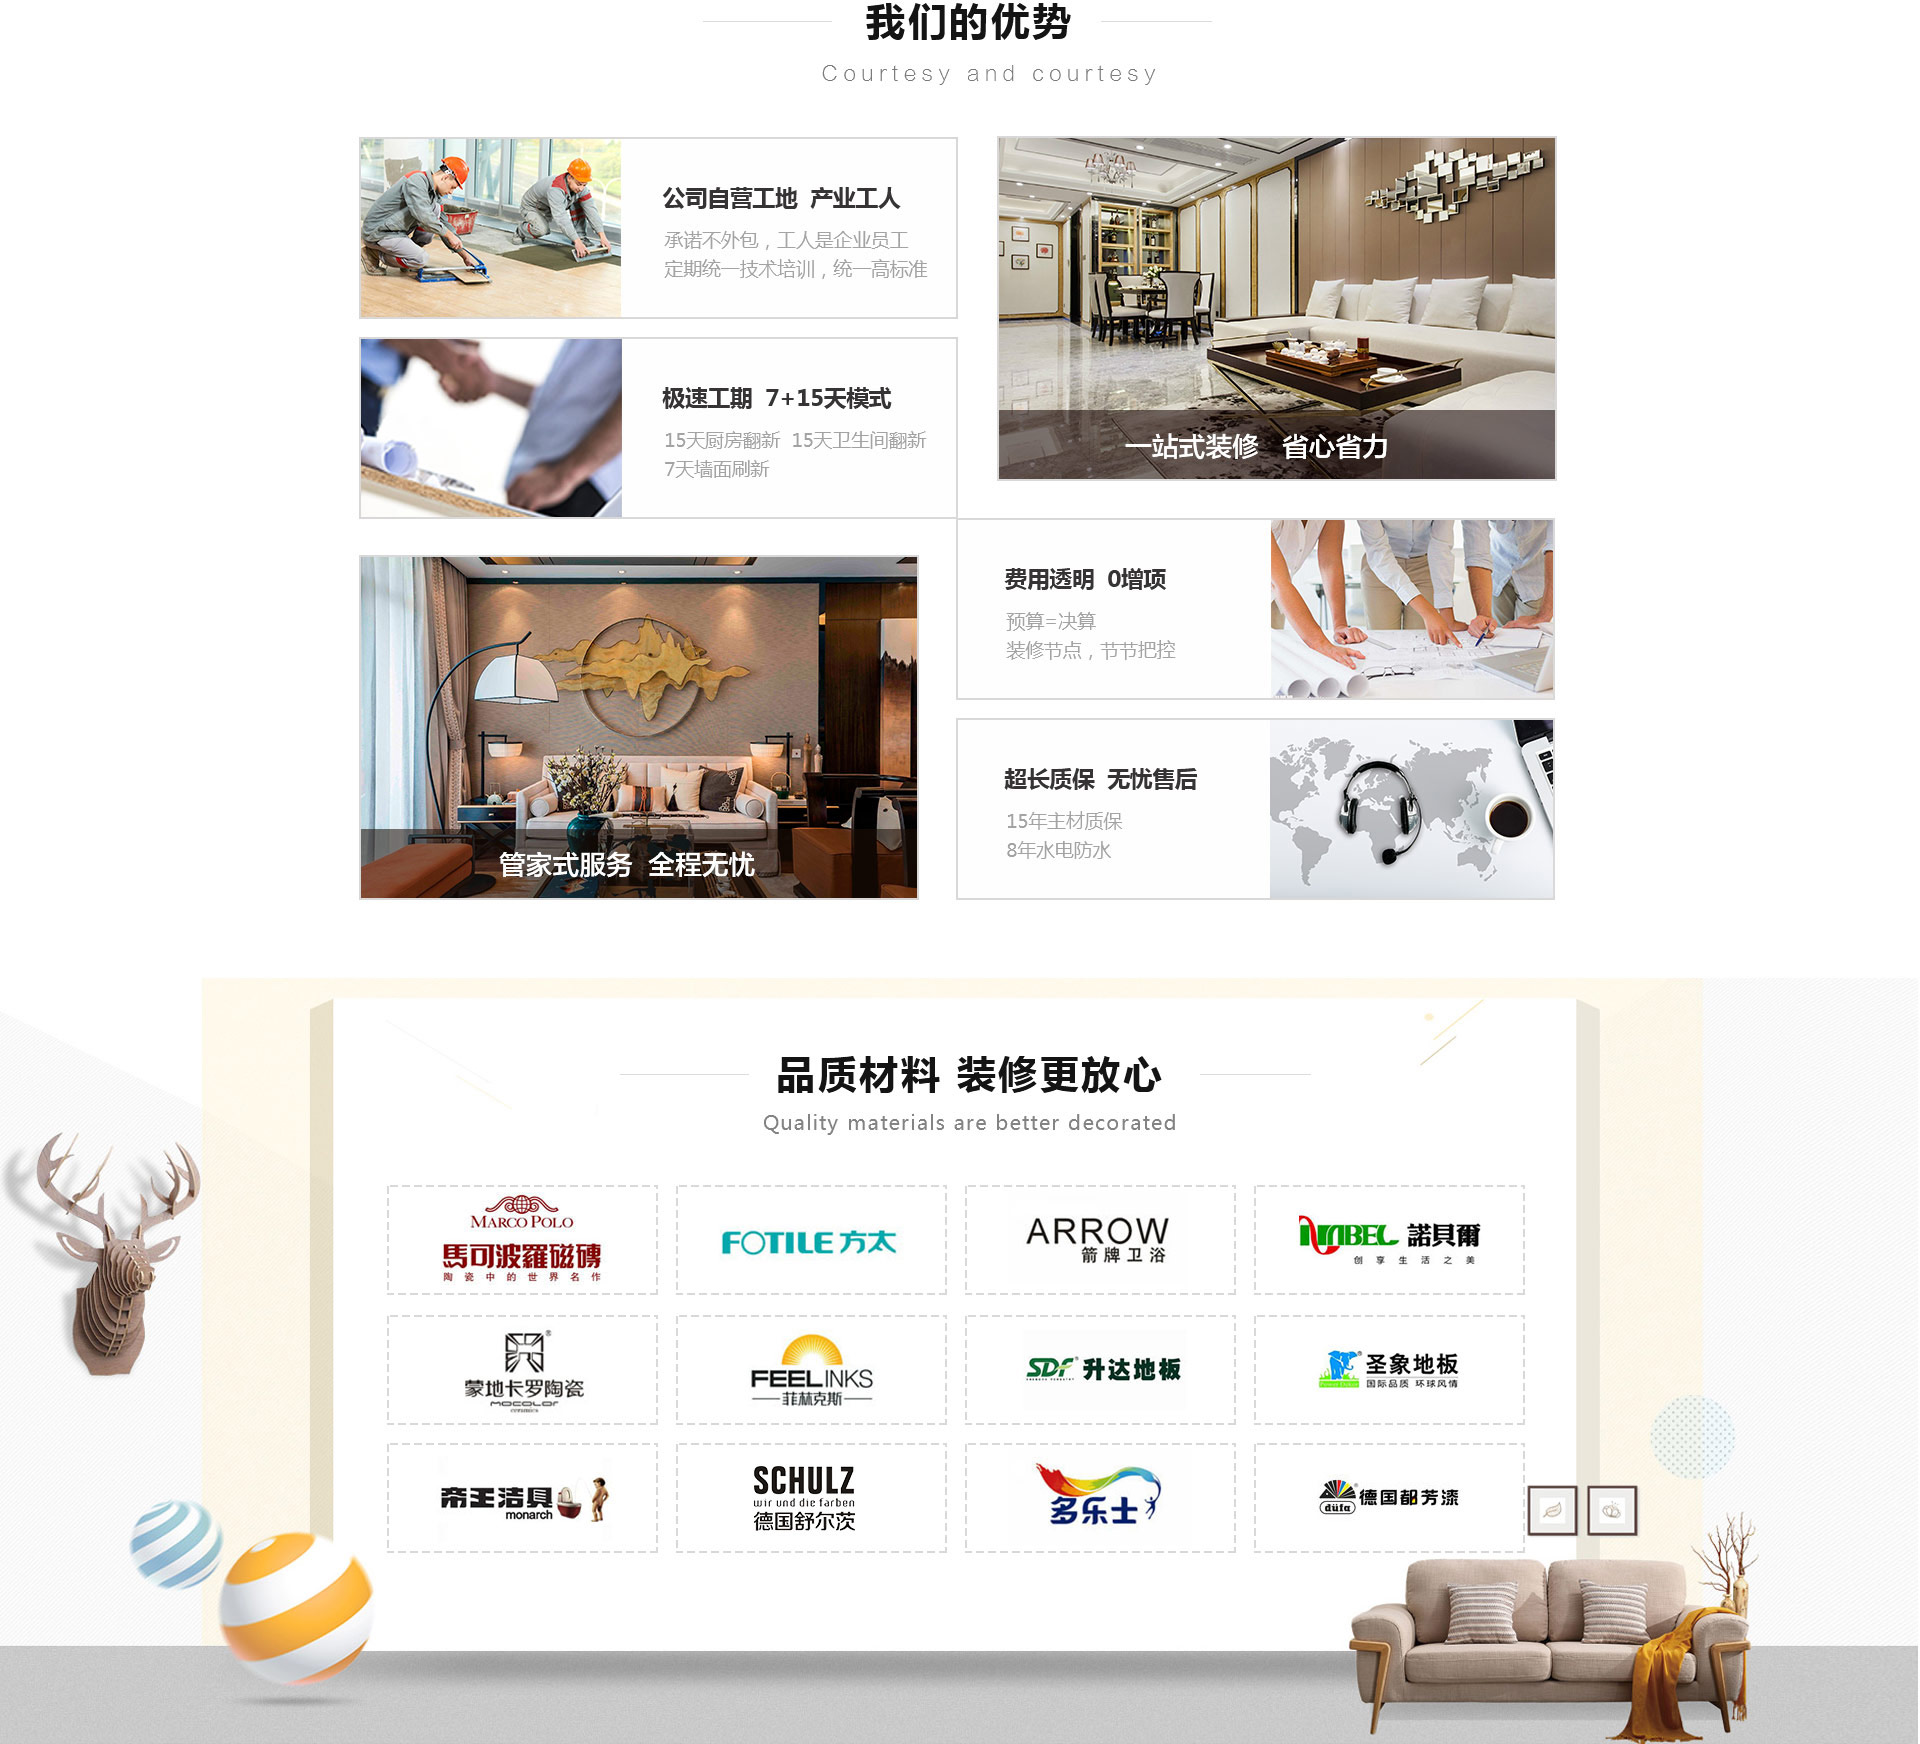 我们的优势
Courtesy and courtesy
公司自营工地 产业工人
承诺不外包，工人是企业员工
定期统一技术培训，统一高标准
极速工期 7+15天模式
15天厨房翻新 15天卫生间翻新
7天墙面刷新
一站式装修 省心省力
费用透明 0增项
预算=决算
装修节点，节节把控
管家式服务 全程无忧
超长质保 无忧售后
15年主材质保
8年水电防水
品质材料 装修更放心
Quality materials are better decorated
MARCO POLO
馬可波羅磁磚
陶瓷中的世界名作
FOTILE 方太
ARROW
箭牌卫浴
NABEL 諾貝爾
创享生活之美
蒙地卡罗陶瓷
MOCOLOR
CERAMICS
FEELINKS
菲林克斯
SDF 升达地板
圣象地板
国际品质 环球风情
帝王洁具
monarch
SCHULZ
wir und die farben
德国舒尔茨
多乐士
düfa 德国都芳漆